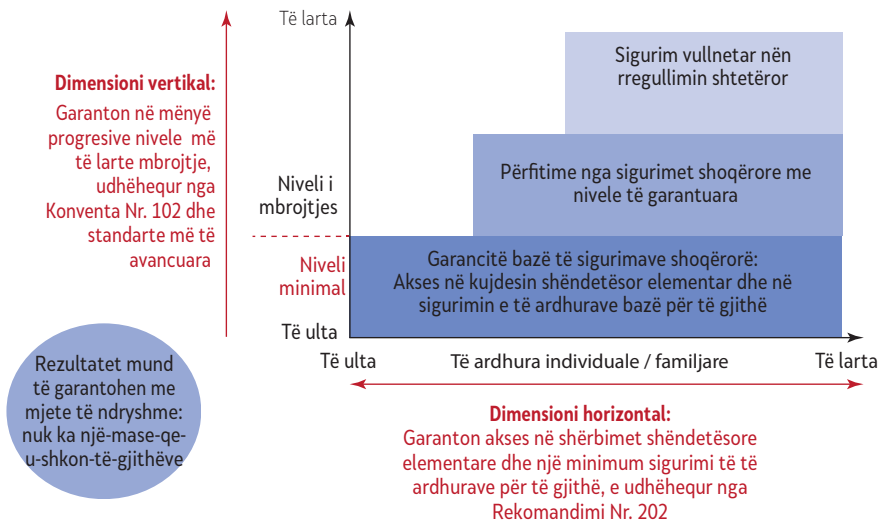 Të larta
Dimensioni vertikal:
Garanton në mënyë
progresive nivele më
të larte mbrojtje,
udhëhequr nga
Konventa Nr. 102 dhe
standarte më të
avancuara
Sigurim vullnetar nën
rregullimin shtetëror
Përfitime nga sigurimet shoqërore me
nivele të garantuara
Niveli i
mbrojtjes
Niveli
minimal
Garancitë bazë të sigurimave shoqërorë:
Akses në kujdesin shëndetësor elementar dhe në
sigurimin e të ardhurave bazë për të gjithë
Të ulta
Të ulta
Të ardhura individuale / familjare
Të larta
Rezultatet mund
të garantohen me
mjete të ndryshme:
nuk ka një-mase-qe-
u-shkon-të-gjithëve
Dimensioni horizontal:
Garanton akses në shërbimet shëndetësore
elementare dhe një minimum sigurimi të të
ardhurave për të gjithë, e udhëhequr nga
Rekomandimi Nr. 202